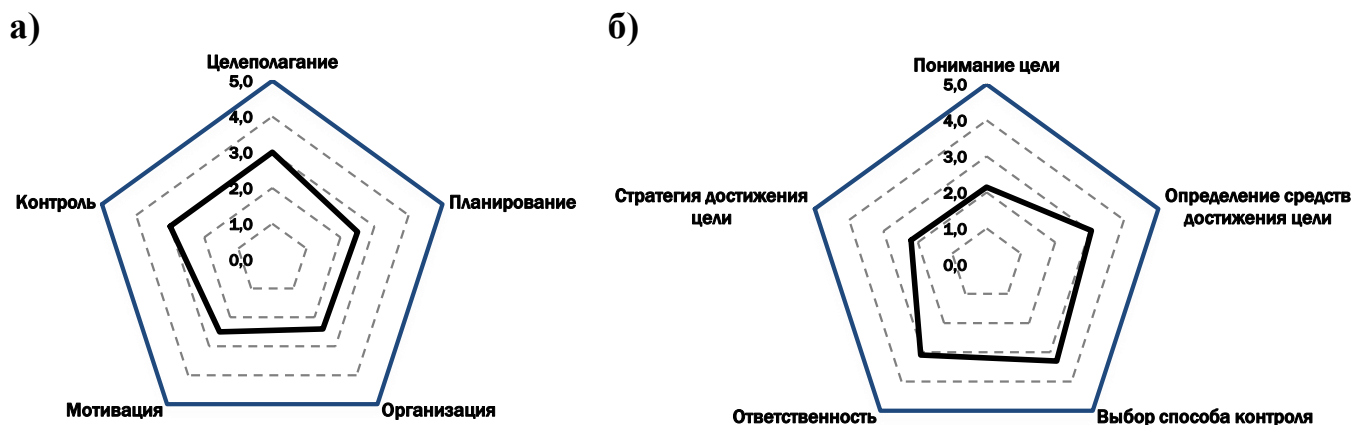 а)
Целеполагание
5,0
4,0
3,0
2,0
1,0
0,0
Контроль
Планирование
Мотивация
Организация
б)
Понимание цели
5,0
4,0
3,0
2,0
1,0
0,0
Стратегия достижения
цели
Определение средств
достижения цели
Ответственность
Выбор способа контроля